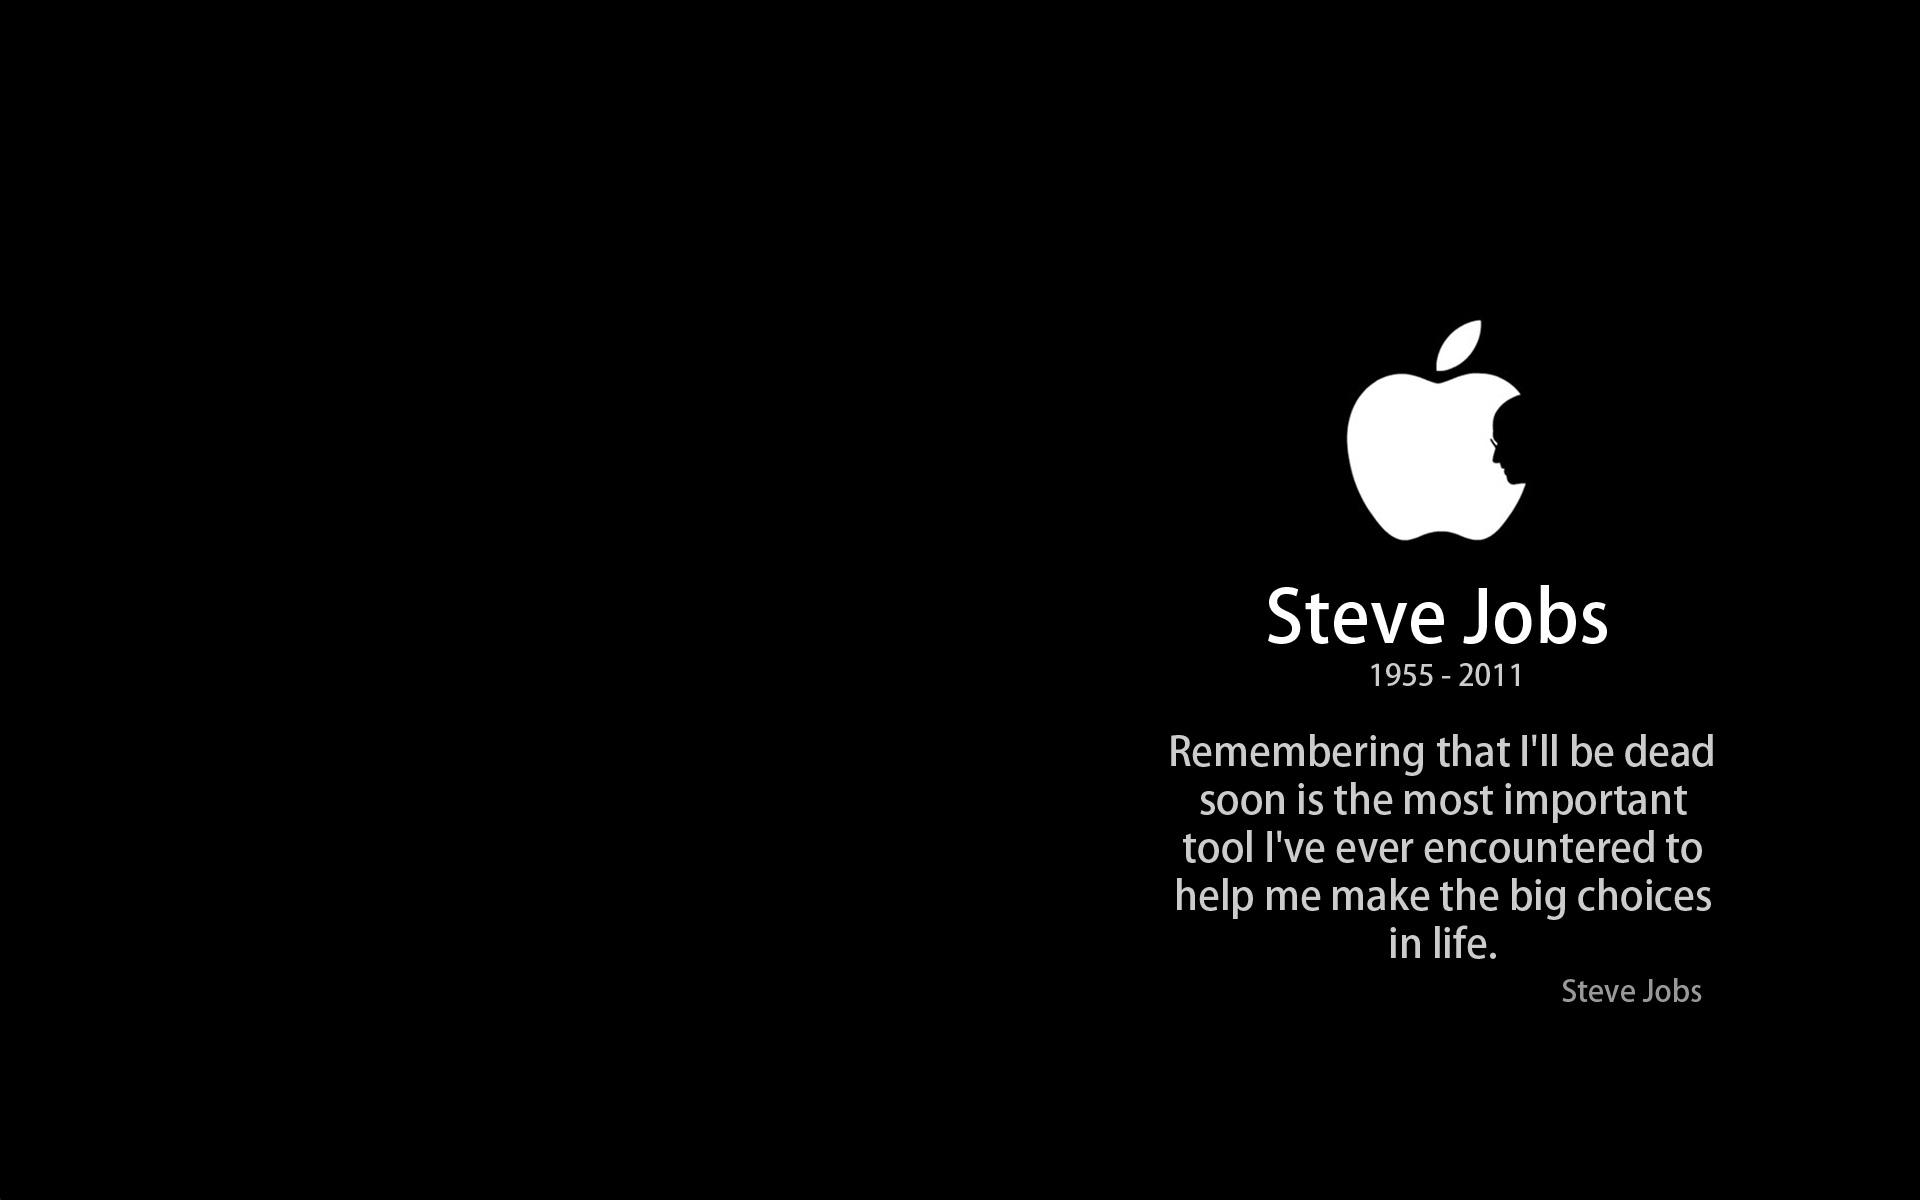 Steve Jobs
1955 - 2011
Remembering that I'll be dead
soon is the most important
tool I've ever encountered to
help me make the big choices
in life.
Steve Jobs